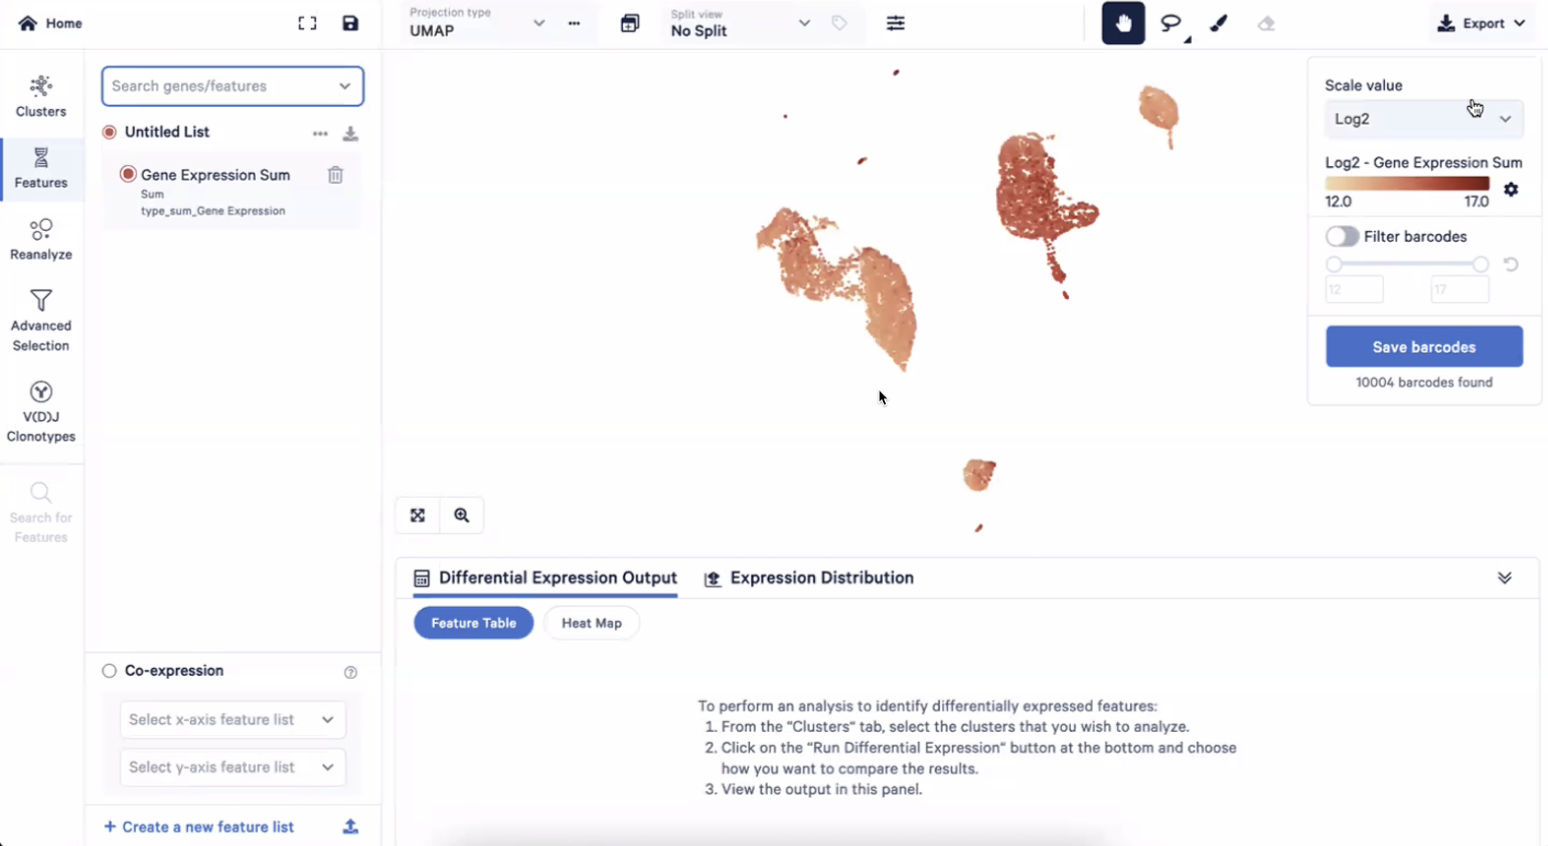 Home
Projection type
UMAP
Split view
No Split
Export
Clusters
Features
Reanalyze
Advanced
Selection
V(D)J
Clonotypes
Search for
Features
Search genes/features
Untitled List
Gene Expression Sum
Sum
type_sum_Gene Expression
Co-expression
Select x-axis feature list
Select y-axis feature list
+ Create a new feature list
Scale value
Log2
Log2 - Gene Expression Sum
12.0 17.0
Filter barcodes
12 17
Save barcodes
10004 barcodes found
Differential Expression Output
Expression Distribution
Feature Table
Heat Map
To perform an analysis to identify differentially expressed features:
1. From the "Clusters" tab, select the clusters that you wish to analyze.
2. Click on the "Run Differential Expression" button at the bottom and choose
how you want to compare the results.
3. View the output in this panel.